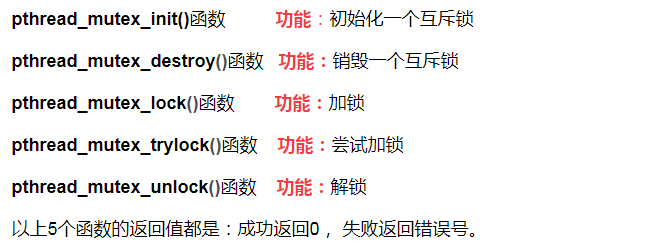 pthread_mutex_init()函数 功能：初始化一个互斥锁
pthread_mutex_destroy()函数 功能：销毁一个互斥锁
pthread_mutex_lock()函数 功能：加锁
pthread_mutex_trylock()函数 功能：尝试加锁
pthread_mutex_unlock()函数 功能：解锁
以上5个函数的返回值都是：成功返回0， 失败返回错误号。